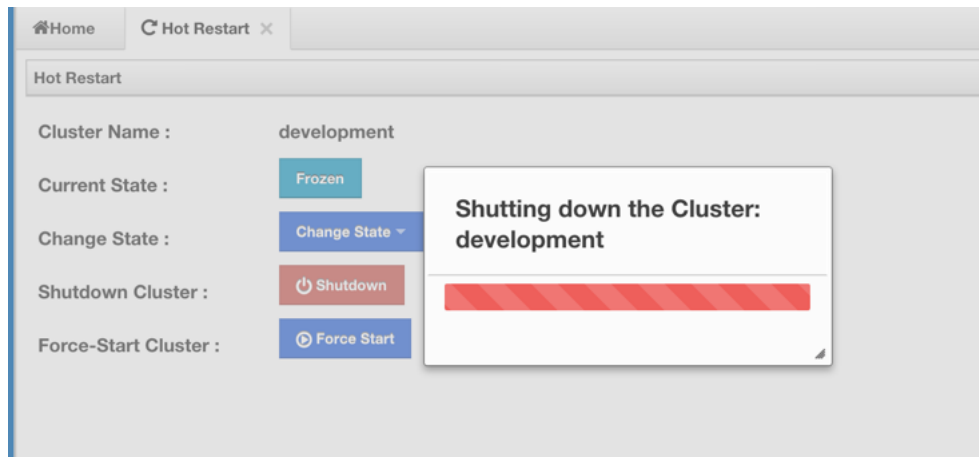 Home
Hot Restart
Hot Restart
Cluster Name :
development
Current State :
Frozen
Change State :
Change State
Shutdown Cluster :
Shutdown
Force-Start Cluster :
Force Start
Shutting down the Cluster:
development